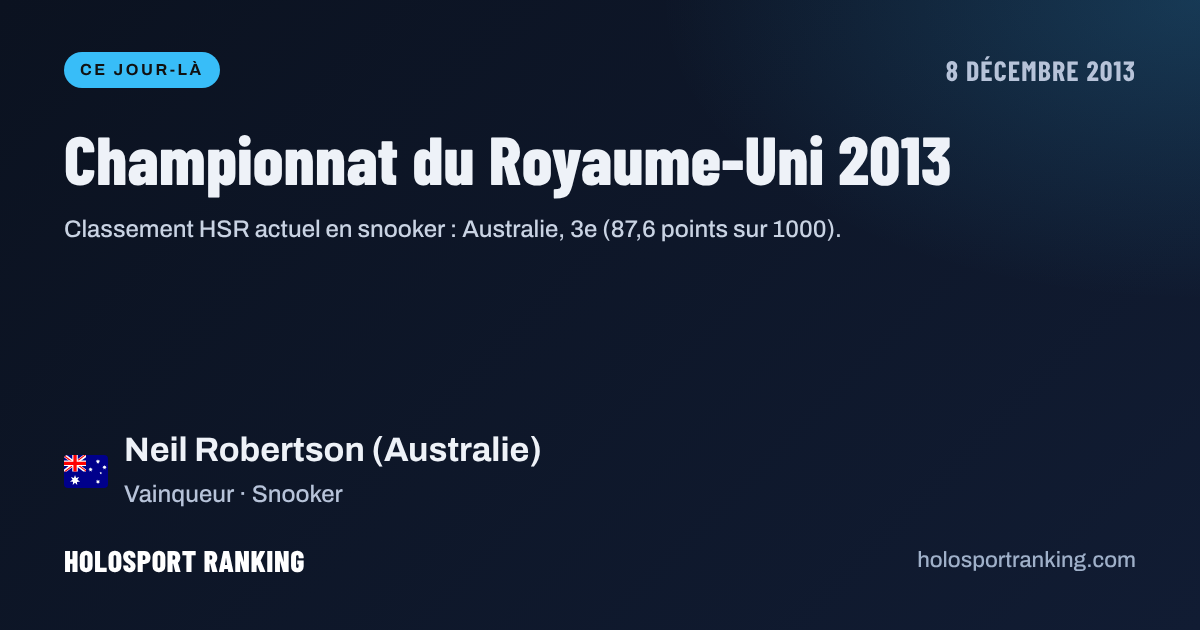 CE JOUR-LÀ
8 DÉCEMBRE 2013
Championnat du Royaume-Uni 2013
Classement HSR actuel en snooker : Australie, 3e (87,6 points sur 1000).
Neil Robertson (Australie)
Vainqueur · Snooker
HOLOSPORT RANKING
holosportranking.com